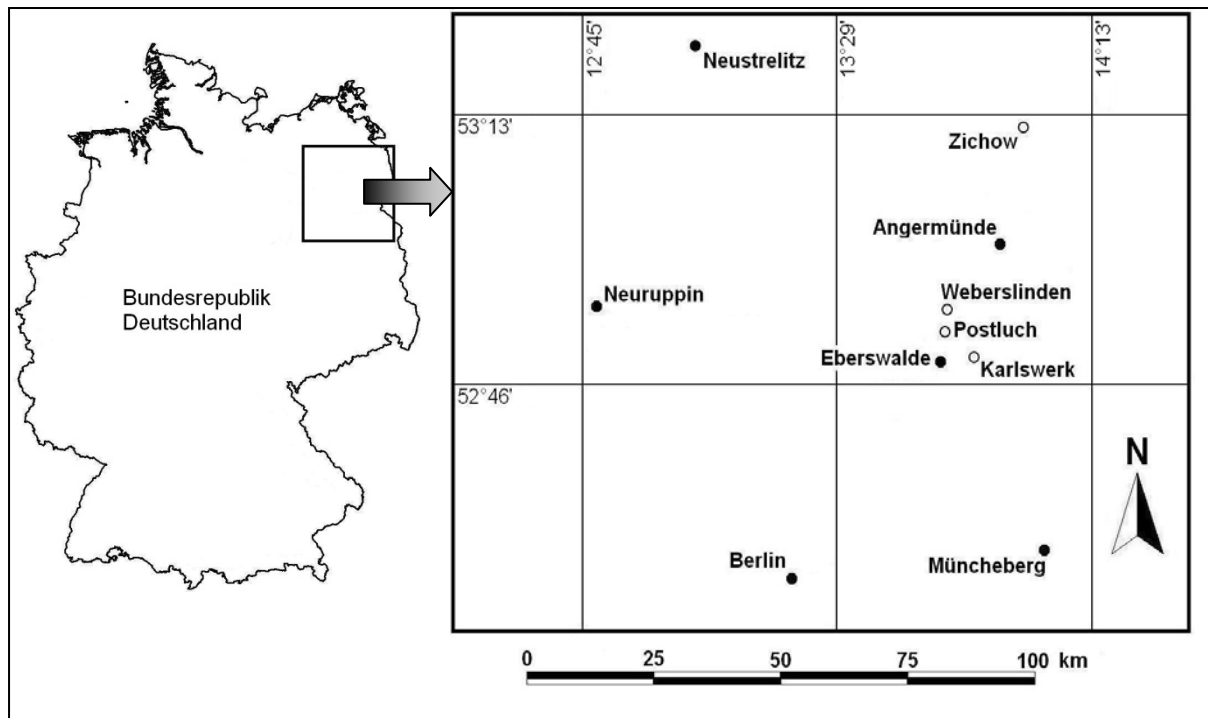 Bundesrepublik
Deutschland
12°45'
13°29'
14°13'
Neustrelitz
53°13'
Zichow
Angermünde
Weberslinden
Neuruppin
Postluch
Eberswalde
Karlswerk
52°46'
N
Berlin
Müncheberg
0 25 50 75 100 km